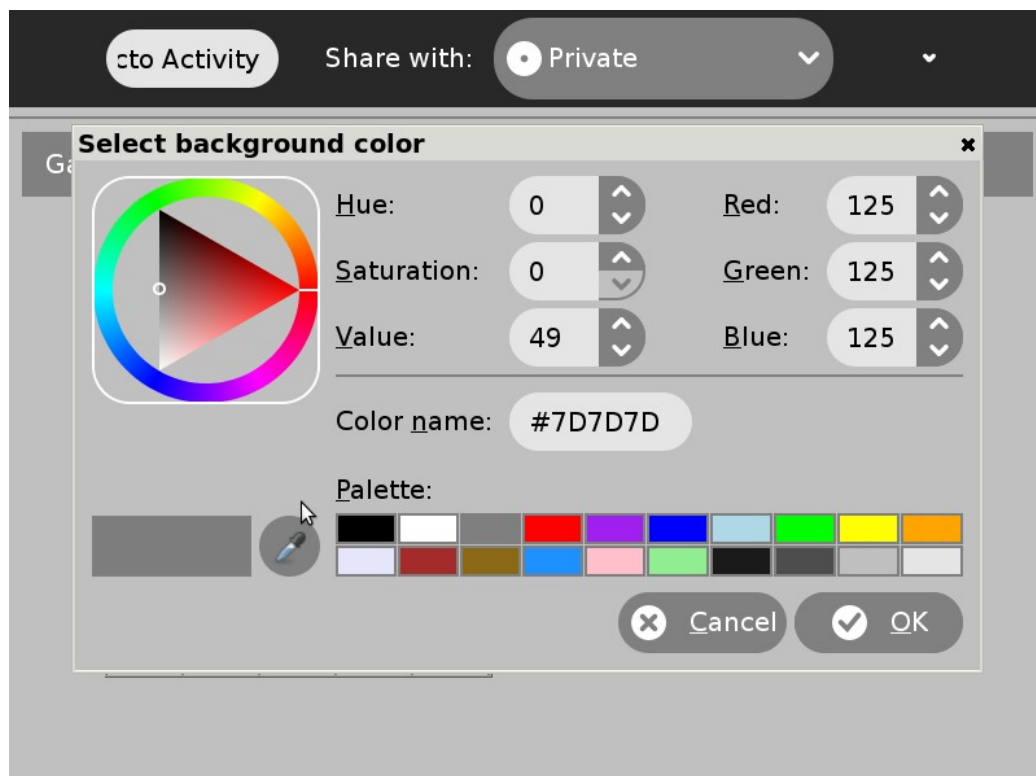 cto Activity Share with: Private
Ga
Select background color
Hue: 0 Red: 125
Saturation: 0 Green: 125
Value: 49 Blue: 125
Color name: #7D7D7D
Palette:
Cancel OK